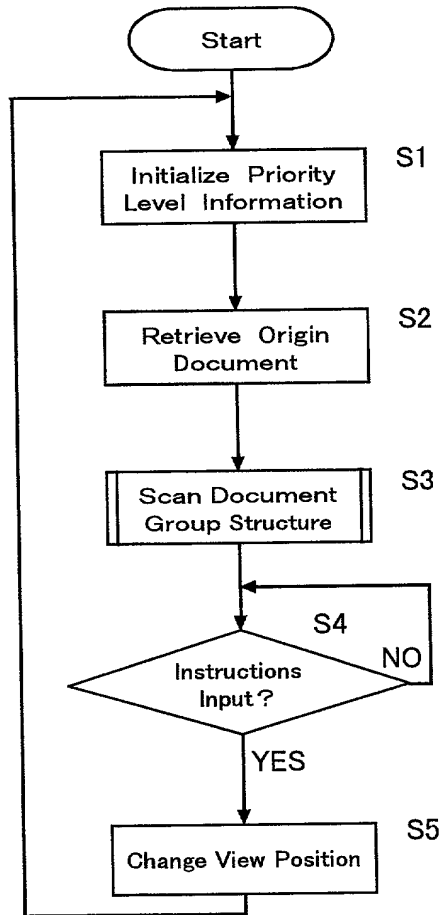 Start
S1
Initialize Priority
Level Information
S2
Retrieve Origin
Document
S3
Scan Document
Group Structure
S4
NO
Instructions
Input?
YES
S5
Change View Position